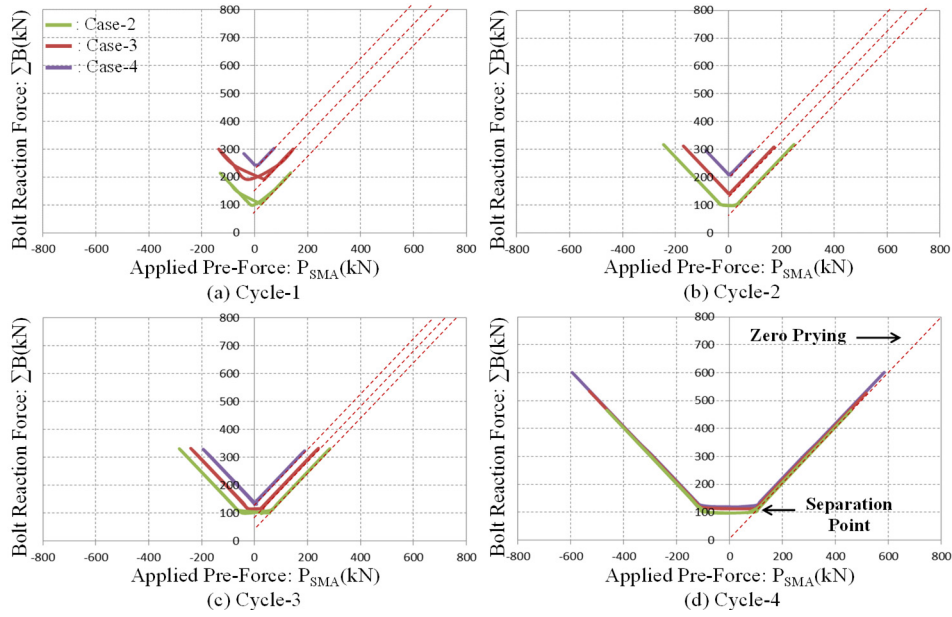 800
: Case-2
700
: Case-3
600
: Case-4
500
400
300
200
100
0
-800 -600 -400 -200 0 200 400 600 800
Bolt Reaction Force: ∑B(kN)
Applied Pre-Force: PSMA(kN)
(a) Cycle-1
800
700
600
500
400
300
200
100
0
-800 -600 -400 -200 0 200 400 600 800
Bolt Reaction Force: ∑B(kN)
Applied Pre-Force: PSMA(kN)
(b) Cycle-2
800
700
600
500
400
300
200
100
0
-800 -600 -400 -200 0 200 400 600 800
Bolt Reaction Force: ∑B(kN)
Applied Pre-Force: PSMA(kN)
(c) Cycle-3
800
Zero Prying
700
600
500
400
300
200
Separation
Point
100
0
-800 -600 -400 -200 0 200 400 600 800
Bolt Reaction Force: ∑B(kN)
Applied Pre-Force: PSMA(kN)
(d) Cycle-4